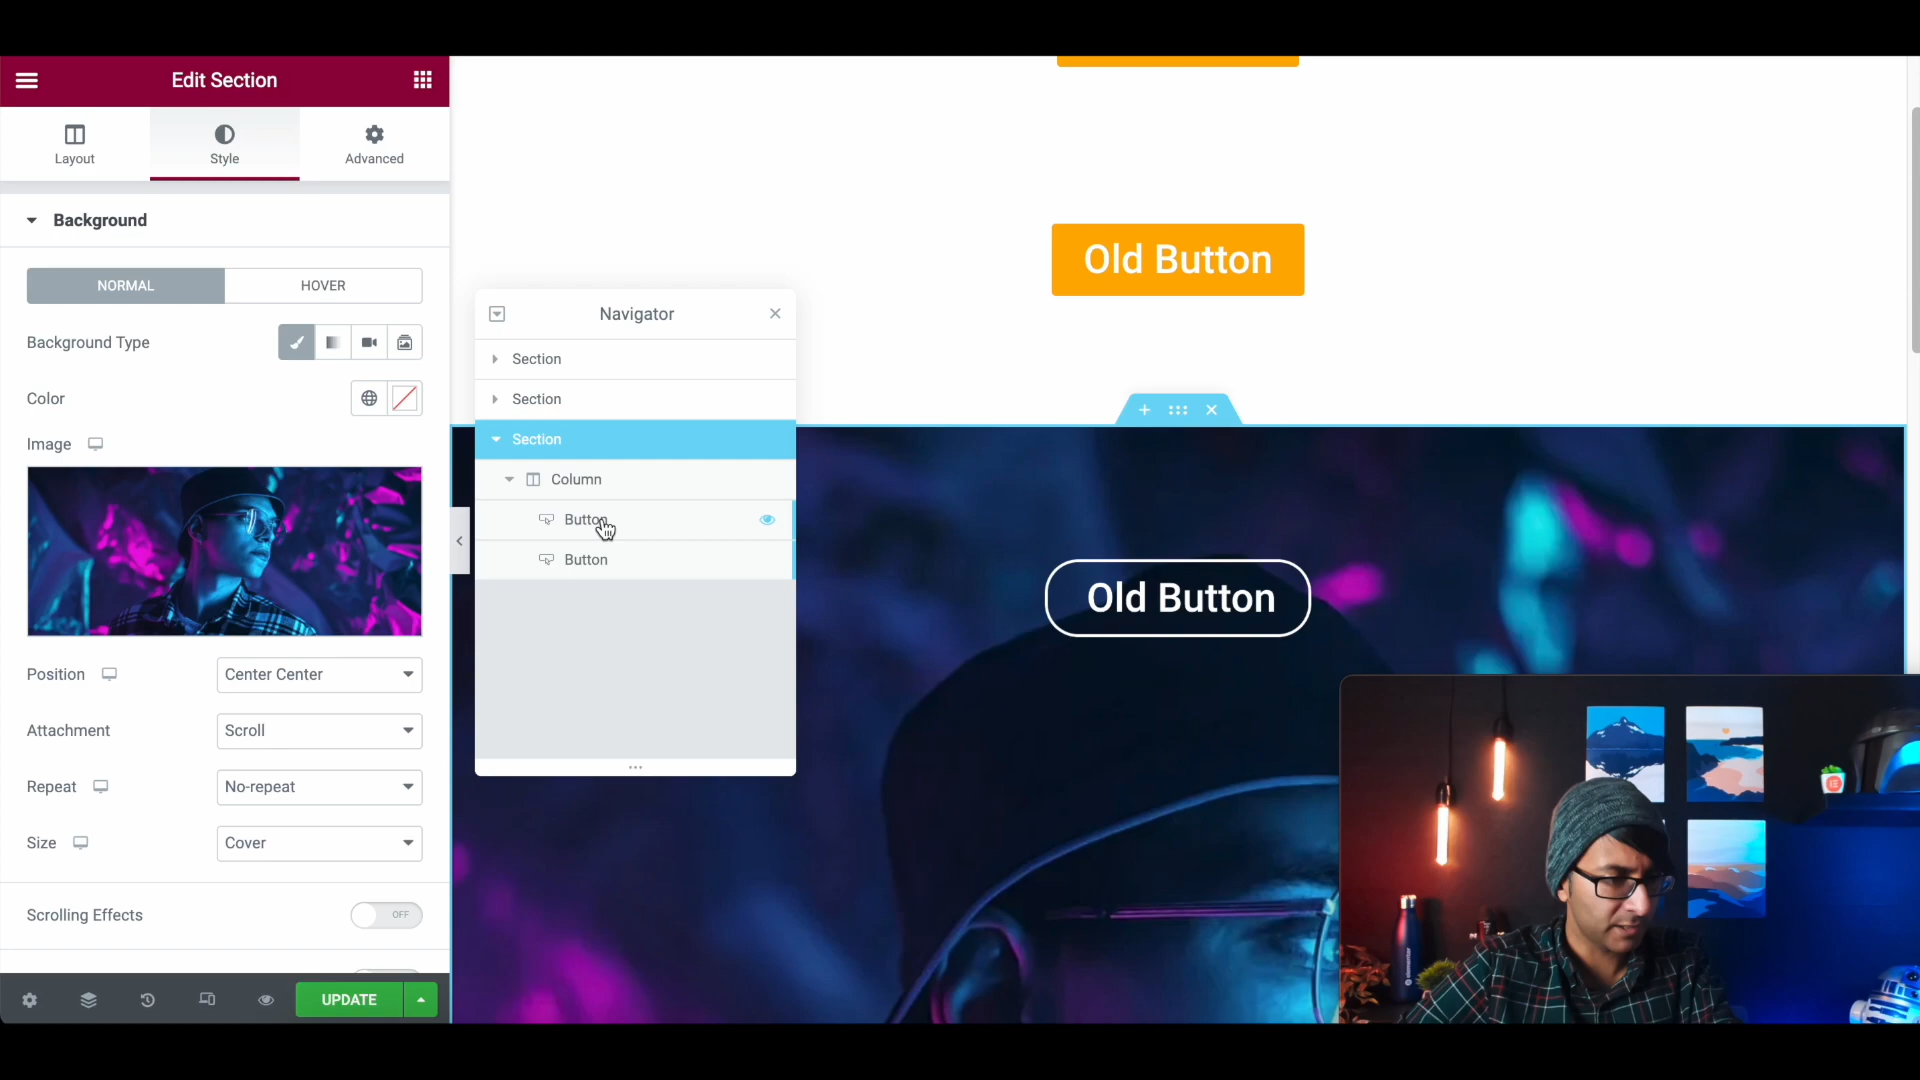 Edit Section
Layout
Style
Advanced
Background
NORMAL
HOVER
Background Type
Color
Image
Position
Center Center
Attachment
Scroll
Repeat
No-repeat
Size
Cover
Scrolling Effects
OFF
UPDATE
Navigator
Section
Section
Section
Column
Button
Button
Old Button
Old Button
elementor